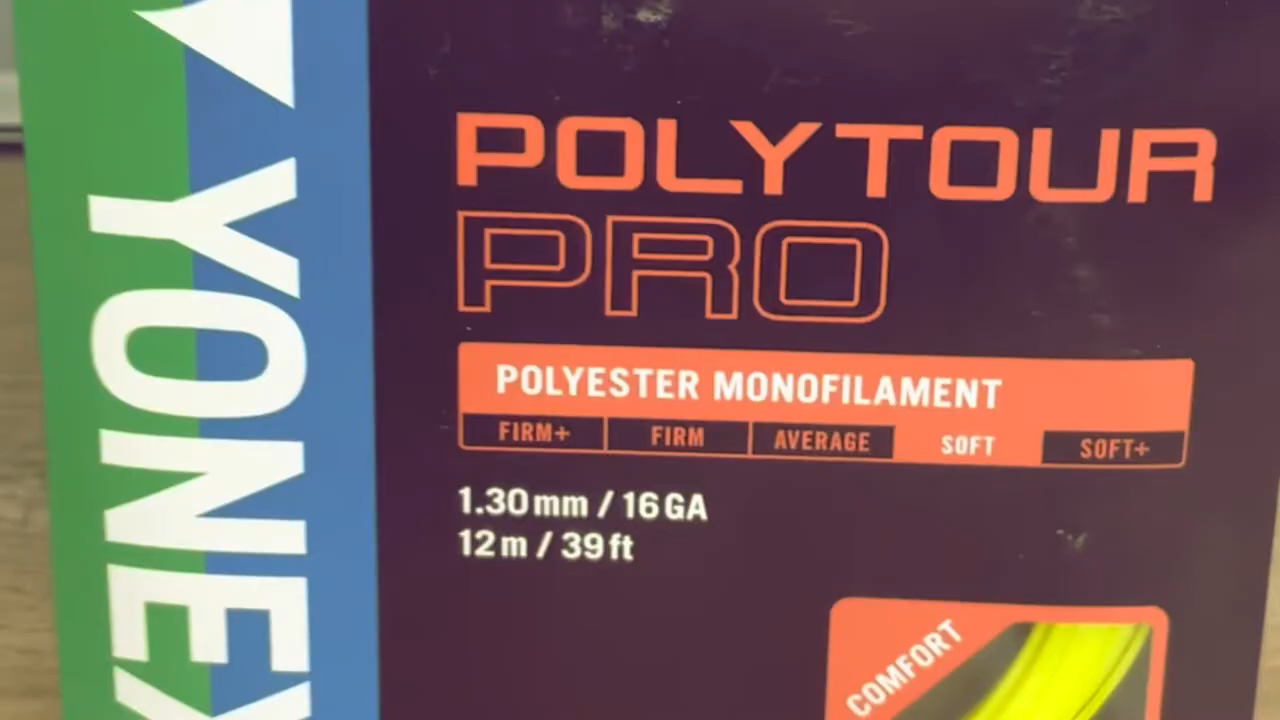 YONEX
POLYTOUR
PRO
POLYESTER MONOFILAMENT
FIRM+ FIRM AVERAGE SOFT SOFT+
1.30mm / 16GA
12m / 39ft
COMFORT